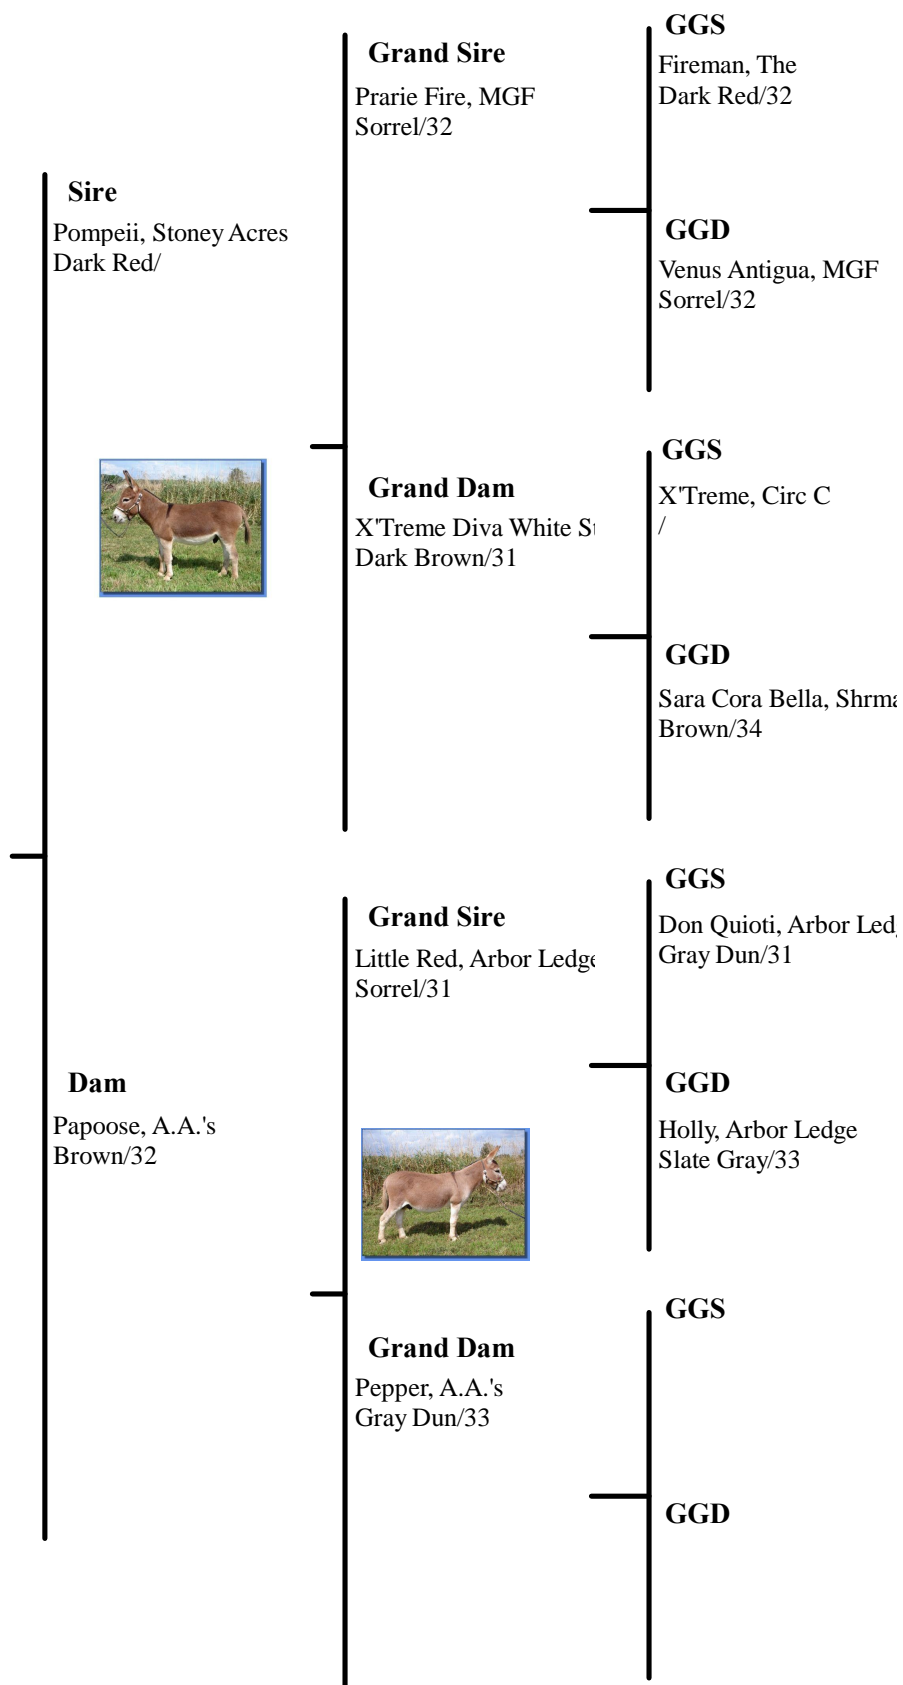 Sire
Pompeii, Stoney Acres
Dark Red/
Dam
Papoose, A.A.'s
Brown/32
Grand Sire
Prarie Fire, MGF
Sorrel/32
Grand Dam
X'Treme Diva White
Dark Brown/31
Grand Sire
Little Red, Arbor Ledge
Sorrel/31
Grand Dam
Pepper, A.A.'s
Gray Dun/33
GGS
Fireman, The
Dark Red/32
GGD
Venus Antigua, MGF
Sorrel/32
GGS
X'Treme, Circ C
/
GGD
Sara Cora Bella,
Brown/34
GGS
Don Quioti, Arbor
Gray Dun/31
GGD
Holly, Arbor Ledge
Slate Gray/33
GGS
GGD